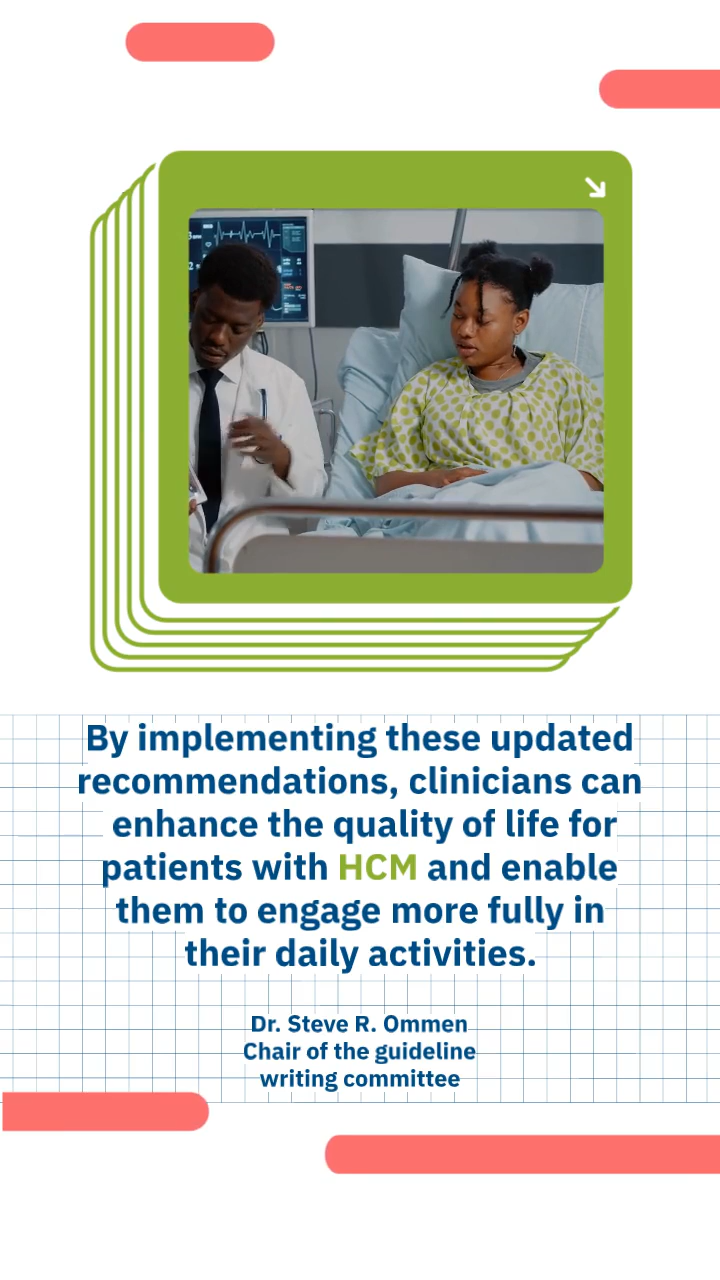 By implementing these updated
recommendations, clinicians can
enhance the quality of life for
patients with HCM and enable
them to engage more fully in
their daily activities.
Dr. Steve R. Ommen
Chair of the guideline
writing committee